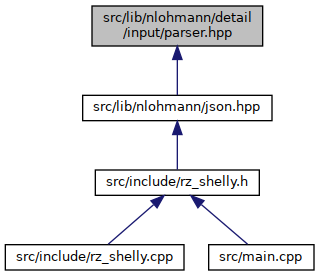 src/lib/nlohmann/detail
/input/parser.hpp
src/lib/nlohmann/json.hpp
src/include/rz_shelly.h
src/include/rz_shelly.cpp
src/main.cpp